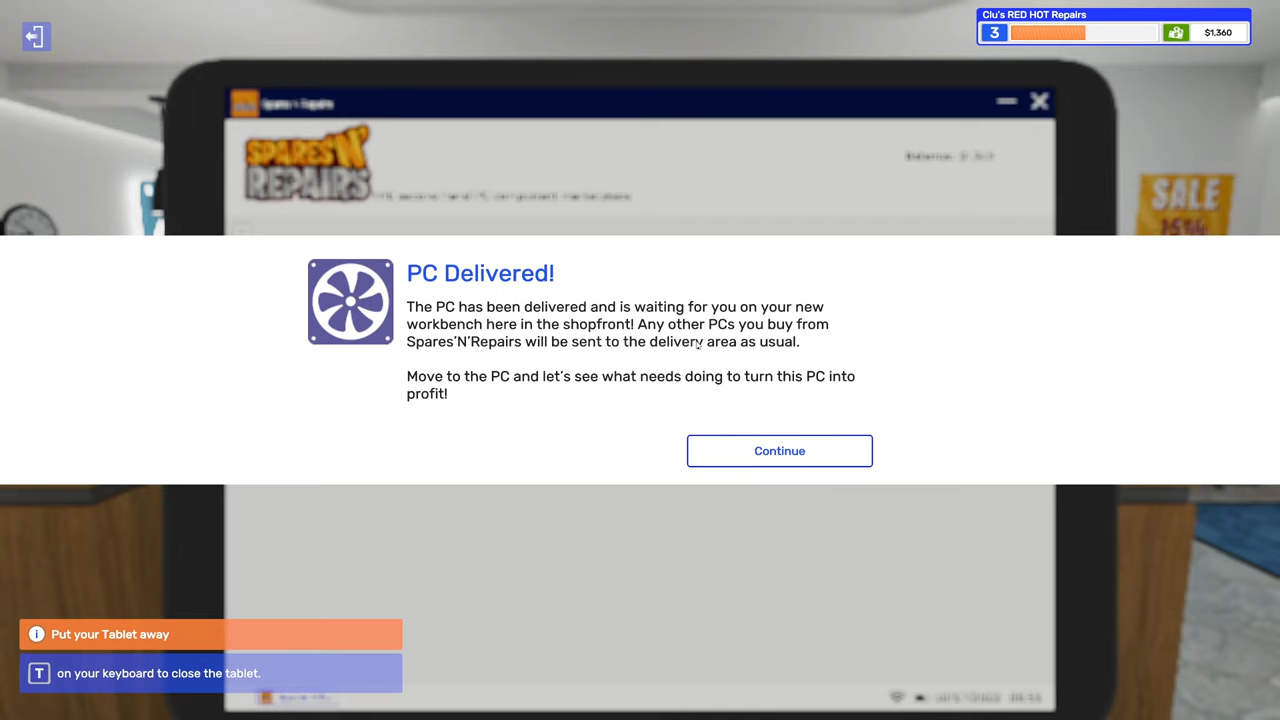 Clu's RED HOT Repairs
3
$1,360
Spares'n Repairs
SPARES'N'
REPAIRS
SALE
15%
PC Delivered!
The PC has been delivered and is waiting for you on your new
workbench here in the shopfront! Any other PCs you buy from
Spares'N'Repairs will be sent to the delivery area as usual.
Move to the PC and let's see what needs doing to turn this PC into
profit!
Continue
i Put your Tablet away
T on your keyboard to close the tablet.